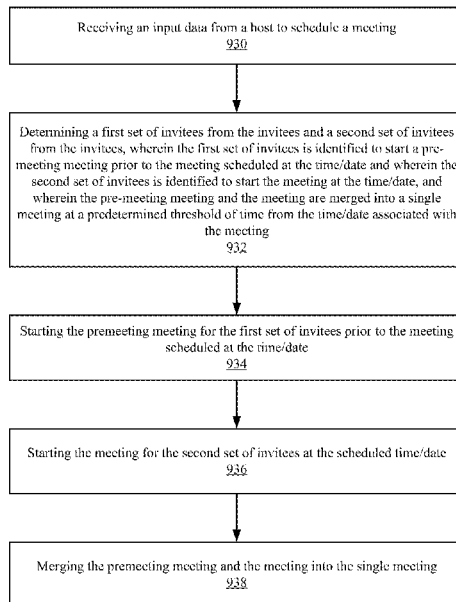 Receiving an input data from a host to schedule a meeting
930
Determining a first set of invitees from the invitees and a second set of invitees
from the invitees, wherein the first set of invitees is identified to start a pre-
meeting meeting prior to the meeting scheduled at the time/date and wherein the
second set of invitees is identified to start the meeting at the time/date, and
wherein the pre-meeting meeting and the meeting are merged into a single
meeting at a predetermined threshold of time from the time/date associated with
the meeting
932
Starting the premeeting meeting for the first set of invitees prior to the meeting
scheduled at the time/date
934
Starting the meeting for the second set of invitees at the scheduled time/date
936
Merging the premeeting meeting and the meeting into the single meeting
938